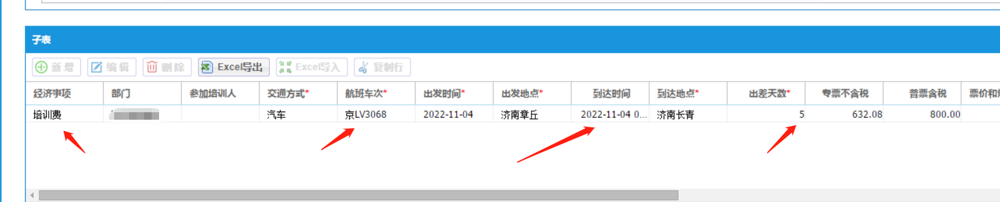 子表
新增 编辑 删除 Excel导出 Excel导入 复制行
经济事项 部门 参加培训人 交通方式* 航班车次* 出发时间* 出发地点* 到达时间 到达地点* 出差天数* 专票不含税 普票含税
培训费 汽车 京LV3068 2022-11-04 济南章丘 2022-11-04 0... 济南长青 5 632.08 800.00